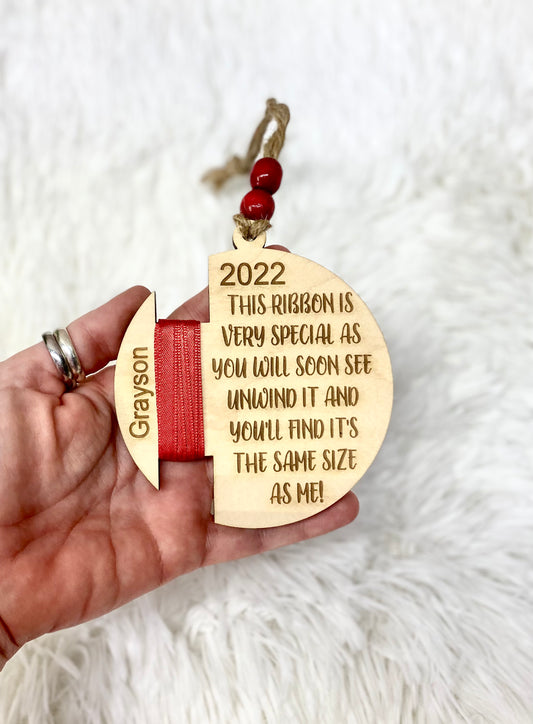 2022
THIS RIBBON IS
VERY SPECIAL AS
YOU WILL SOON SEE
UNWIND IT AND
YOU'LL FIND IT'S
THE SAME SIZE
AS ME!
Grayson